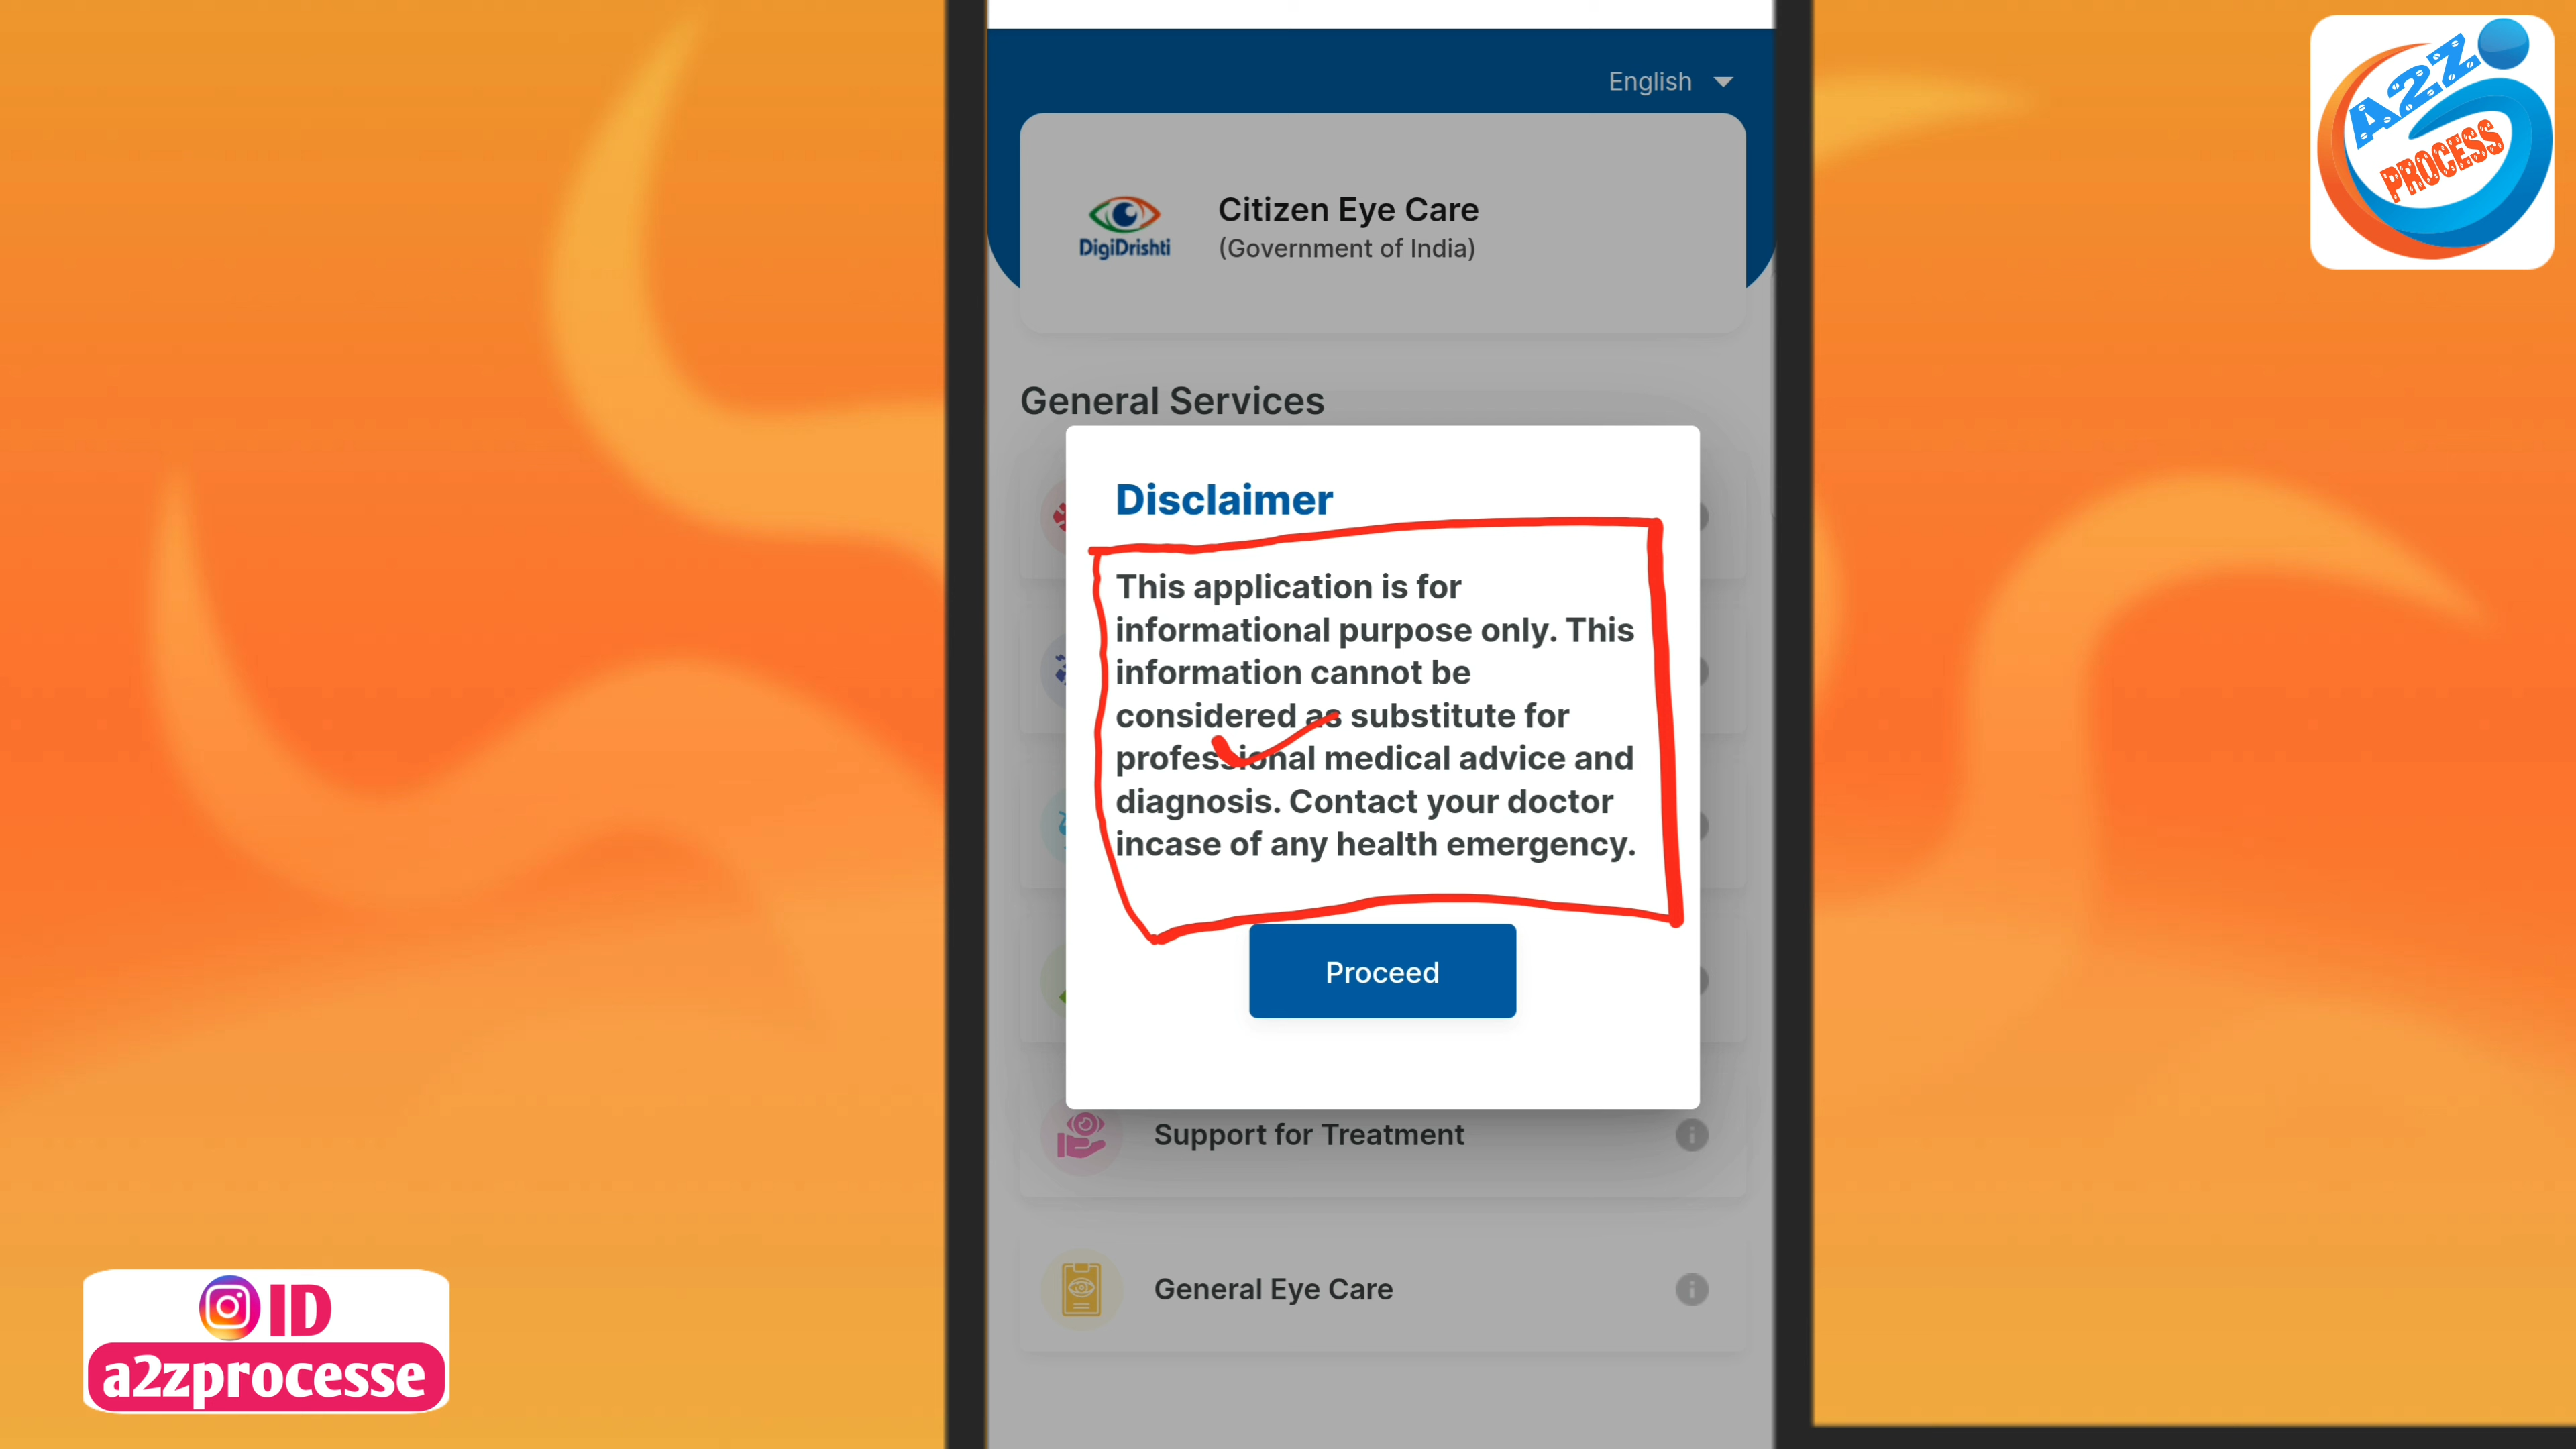 English
A2Z
PROCESS
DigiDrishti
Citizen Eye Care
(Government of India)
General Services
Disclaimer
This application is for
informational purpose only. This
information cannot be
considered as substitute for
professional medical advice and
diagnosis. Contact your doctor
incase of any health emergency.
Proceed
Support for Treatment
General Eye Care
ID
a2zprocesse